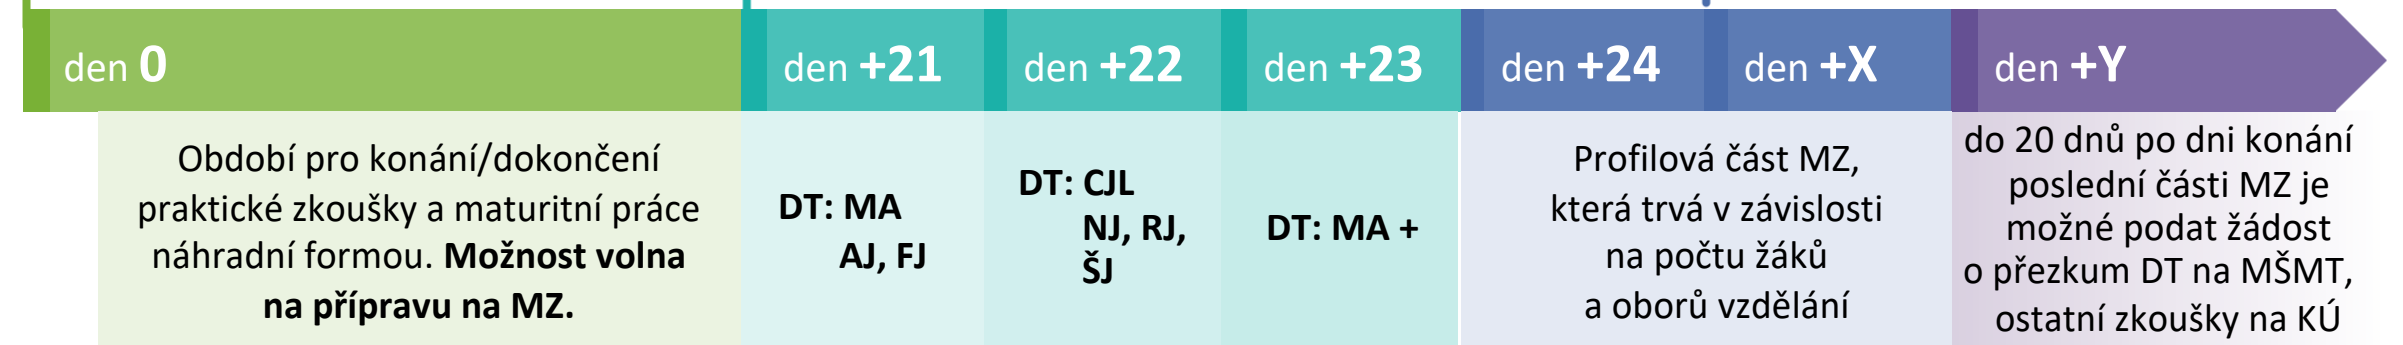 den 0
den +21
den +22
den +23
den +24
den +X
den +Y
Období pro konání/dokončení
praktické zkoušky a maturitní práce
náhradní formou. Možnost volna
na přípravu na MZ.
DT: MA
AJ, FJ
DT: CJL
NJ, RJ,
ŠJ
DT: MA +
Profilová část MZ,
která trvá v závislosti
na počtu žáků
a oborů vzdělání
do 20 dnů po dni konání
poslední části MZ je
možné podat žádost
o přezkum DT na MŠMT,
ostatní zkoušky na KÚ